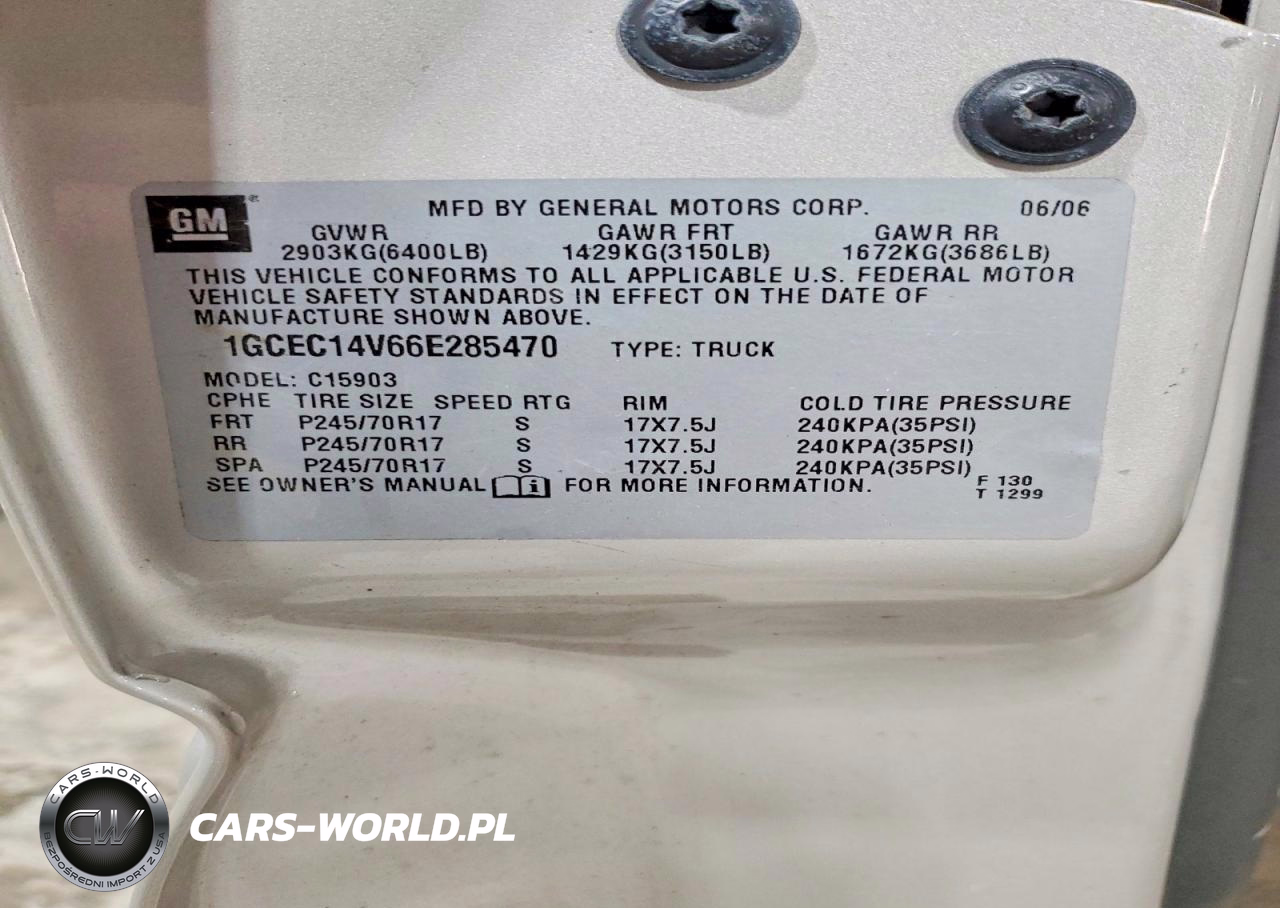 GM®
MFD BY GENERAL MOTORS CORP. 06/06
GVWR GAWR FRT GAWR RR
2903KG(6400LB) 1429KG(3150LB) 1672KG(3686LB)
THIS VEHICLE CONFORMS TO ALL APPLICABLE U.S. FEDERAL MOTOR
VEHICLE SAFETY STANDARDS IN EFFECT ON THE DATE OF
MANUFACTURE SHOWN ABOVE.
1GCEC14V66E285470 TYPE: TRUCK
MODEL: C15903
CPHE TIRE SIZE SPEED RTG RIM COLD TIRE PRESSURE
FRT P245/70R17 S 17X7.5J 240KPA(35PSI)
RR P245/70R17 S 17X7.5J 240KPA(35PSI)
SPA P245/70R17 S 17X7.5J 240KPA(35PSI)
SEE OWNER'S MANUAL FOR MORE INFORMATION. F 130
T 1299
CARS-WORLD
CW
BEZPOŚREDNI IMPORT Z USA
CARS-WORLD.PL